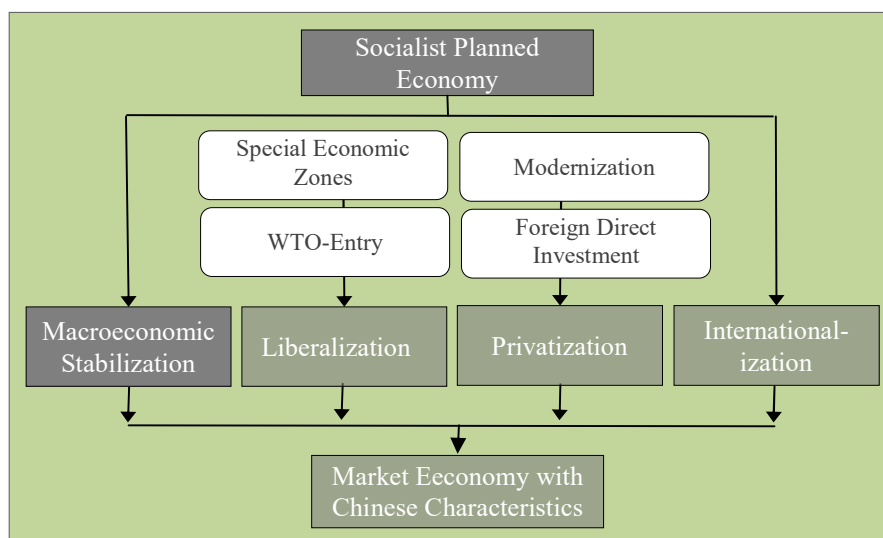 Socialist Planned
Economy
Special Economic
Zones
Modernization
WTO-Entry
Foreign Direct
Investment
Macroeconomic
Stabilization
Liberalization
Privatization
International-
ization
Market Eeconomy with
Chinese Characteristics